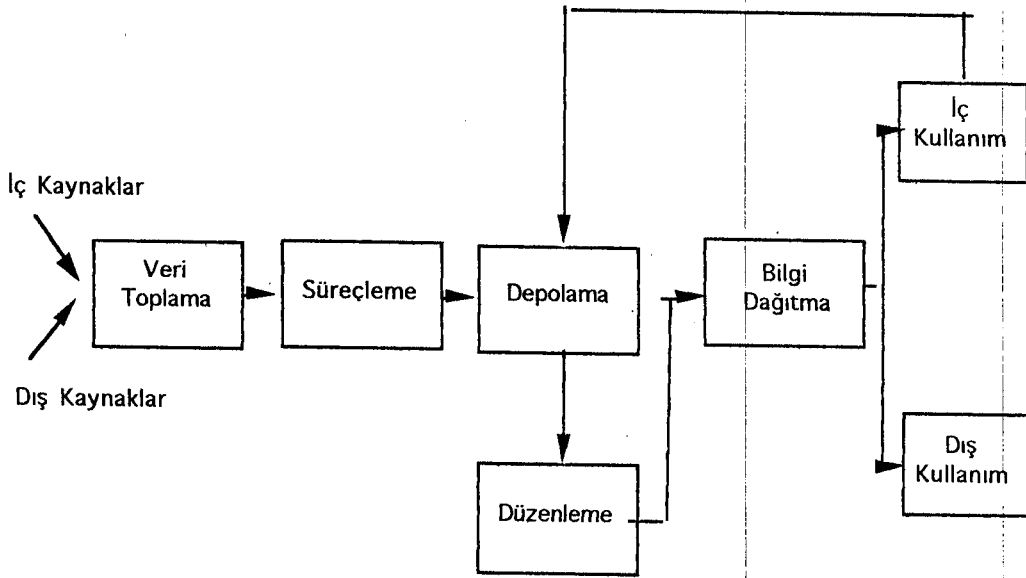 İç
Kullanım
İç Kaynaklar
Veri
Toplama
Süreçleme
Depolama
Bilgi
Dağıtma
Dış Kaynaklar
Düzenleme
Dış
Kullanım